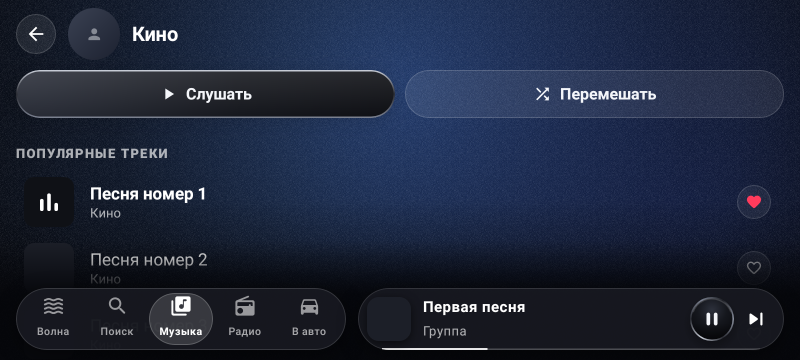 Кино
Слушать
Перемешать
ПОПУЛЯРНЫЕ ТРЕКИ
Песня номер 1
Кино
Песня номер 2
Кино
Первая песня
Группа
Волна
Поиск
Музыка
Радио
В авто